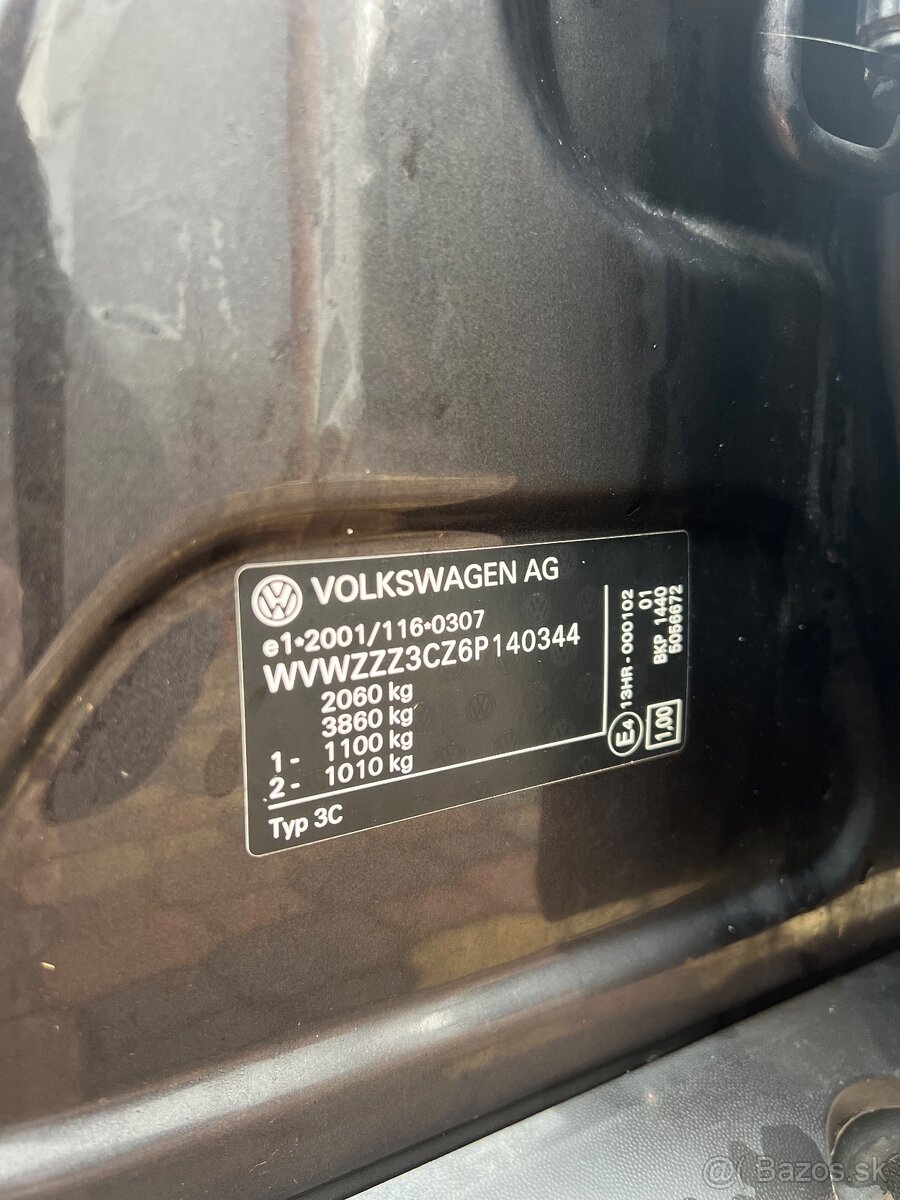 VOLKSWAGEN AG
e1*2001/116*0307
WVWZZZ3CZ6P140344
2060 kg
3860 kg
1- 1100 kg
2- 1010 kg
Typ 3C
E4 13HR-000102
01
1,00 BKP 1440
5056672
@ Bazos.sk